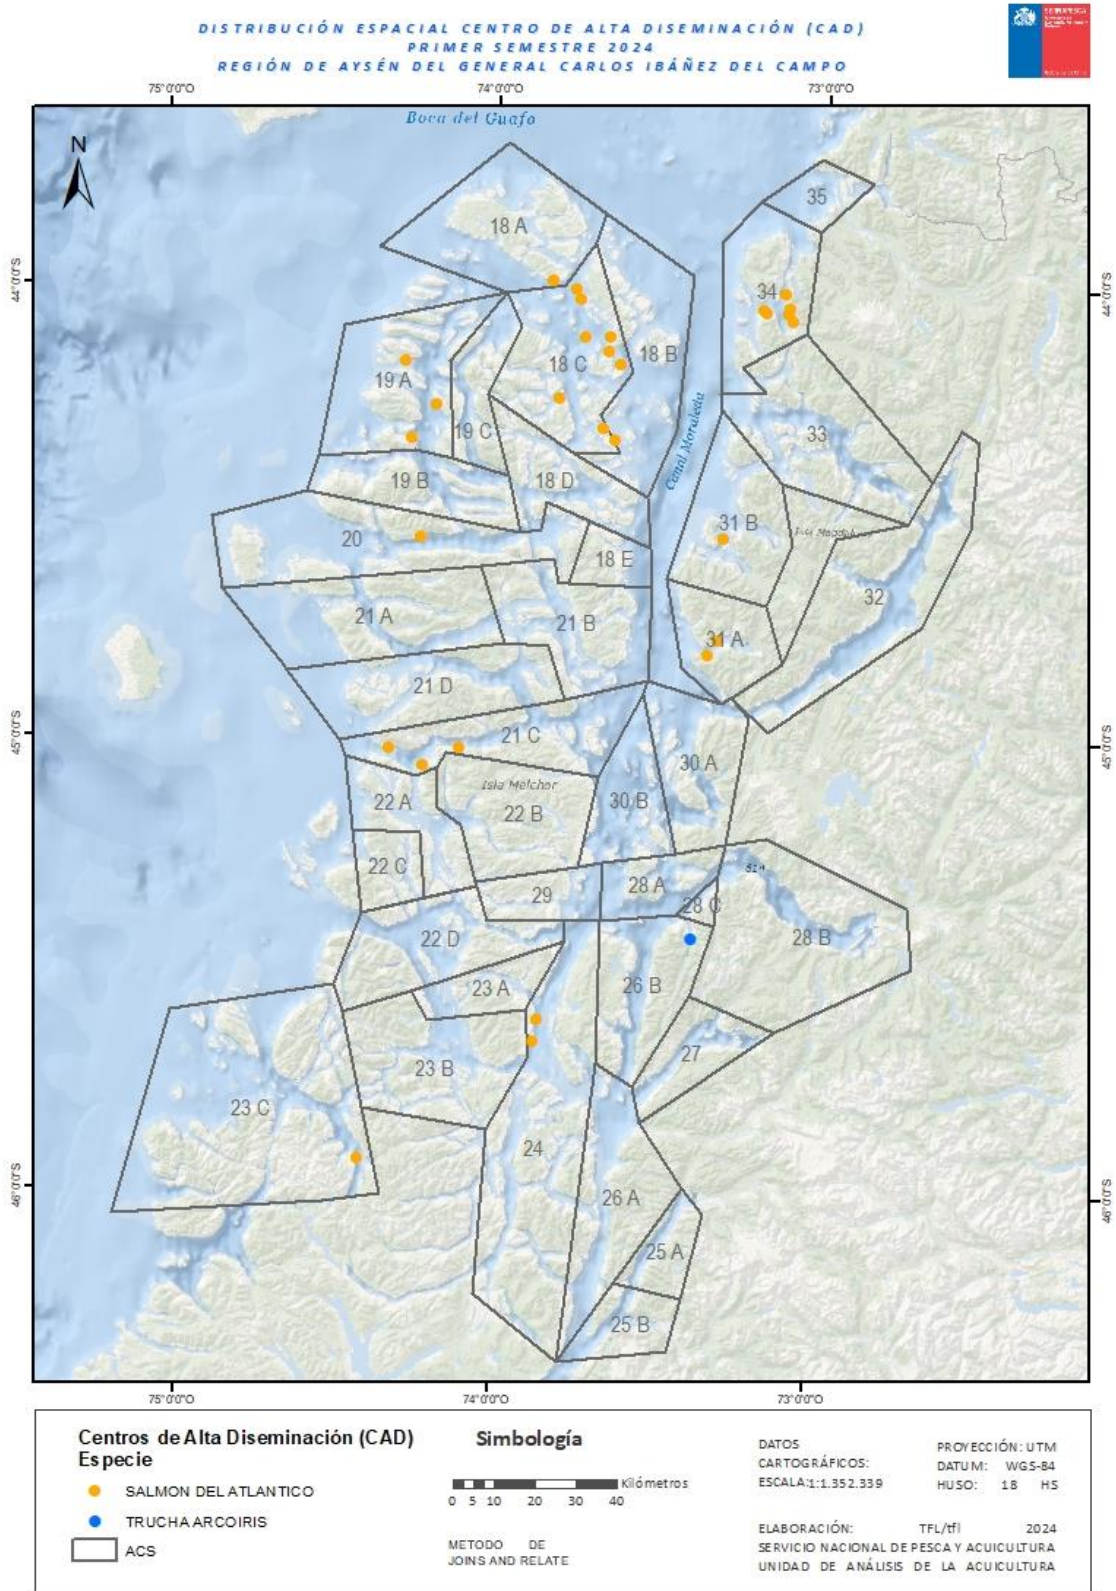 DISTRIBUCIÓN ESPACIAL CENTRO DE ALTA DISEMINACIÓN (CAD)
PRIMER SEMESTRE 2024
REGIÓN DE AYSÉN DEL GENERAL CARLOS IBÁÑEZ DEL CAMPO
75°0'0"O 74°0'0"O 73°0'0"O
Boca del Guafo
N
35
18 A
44°0'0"S 44°0'0"S
34
18 B
18 C
19 A
Canal Moraleda
19 C
33
19 B
18 D
31 B
Isla Magdalena
20
18 E
32
21 A
21 B
31 A
21 D
45°0'0"S 45°0'0"S
21 C
30 A
Isla Melchor
22 A
22 B
30 B
22 C
28 A
29
28 C
22 D
28 B
26 B
23 A
27
23 B
23 C
24
46°0'0"S 46°0'0"S
26 A
25 A
25 B
75°0'0"O 74°0'0"O 73°0'0"O
Centros de Alta Diseminación (CAD)
Especie
SALMON DEL ATLANTICO
TRUCHA ARCOIRIS
ACS
Simbología
Kilómetros
0 5 10 20 30 40
METODO DE
JOINS AND RELATE
DATOS
CARTOGRÁFICOS:
ESCALA:1:1.352.339
PROYECCIÓN: UTM
DATUM: WGS-84
HUSO: 18 HS
ELABORACIÓN: TFL/tfl 2024
SERVICIO NACIONAL DE PESCA Y ACUICULTURA
UNIDAD DE ANÁLISIS DE LA ACUICULTURA